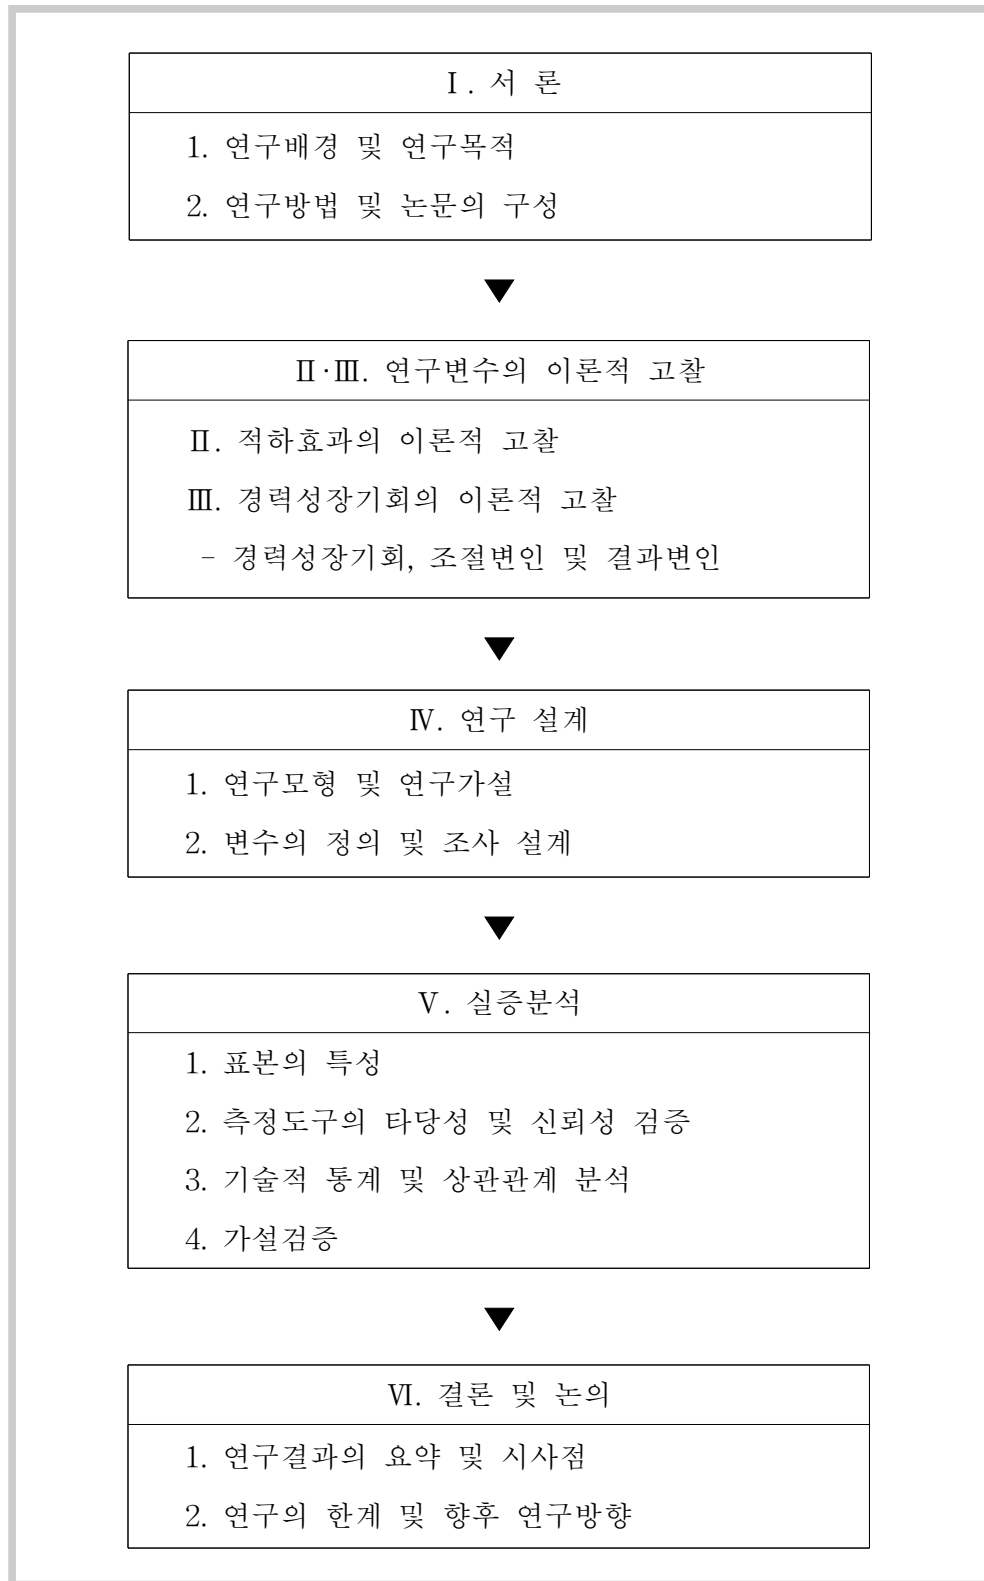 Ⅰ. 서 론
1. 연구배경 및 연구목적
2. 연구방법 및 논문의 구성
Ⅱ·Ⅲ. 연구변수의 이론적 고찰
Ⅱ. 적하효과의 이론적 고찰
Ⅲ. 경력성장기회의 이론적 고찰
- 경력성장기회, 조절변인 및 결과변인
Ⅳ. 연구 설계
1. 연구모형 및 연구가설
2. 변수의 정의 및 조사 설계
Ⅴ. 실증분석
1. 표본의 특성
2. 측정도구의 타당성 및 신뢰성 검증
3. 기술적 통계 및 상관관계 분석
4. 가설검증
Ⅵ. 결론 및 논의
1. 연구결과의 요약 및 시사점
2. 연구의 한계 및 향후 연구방향